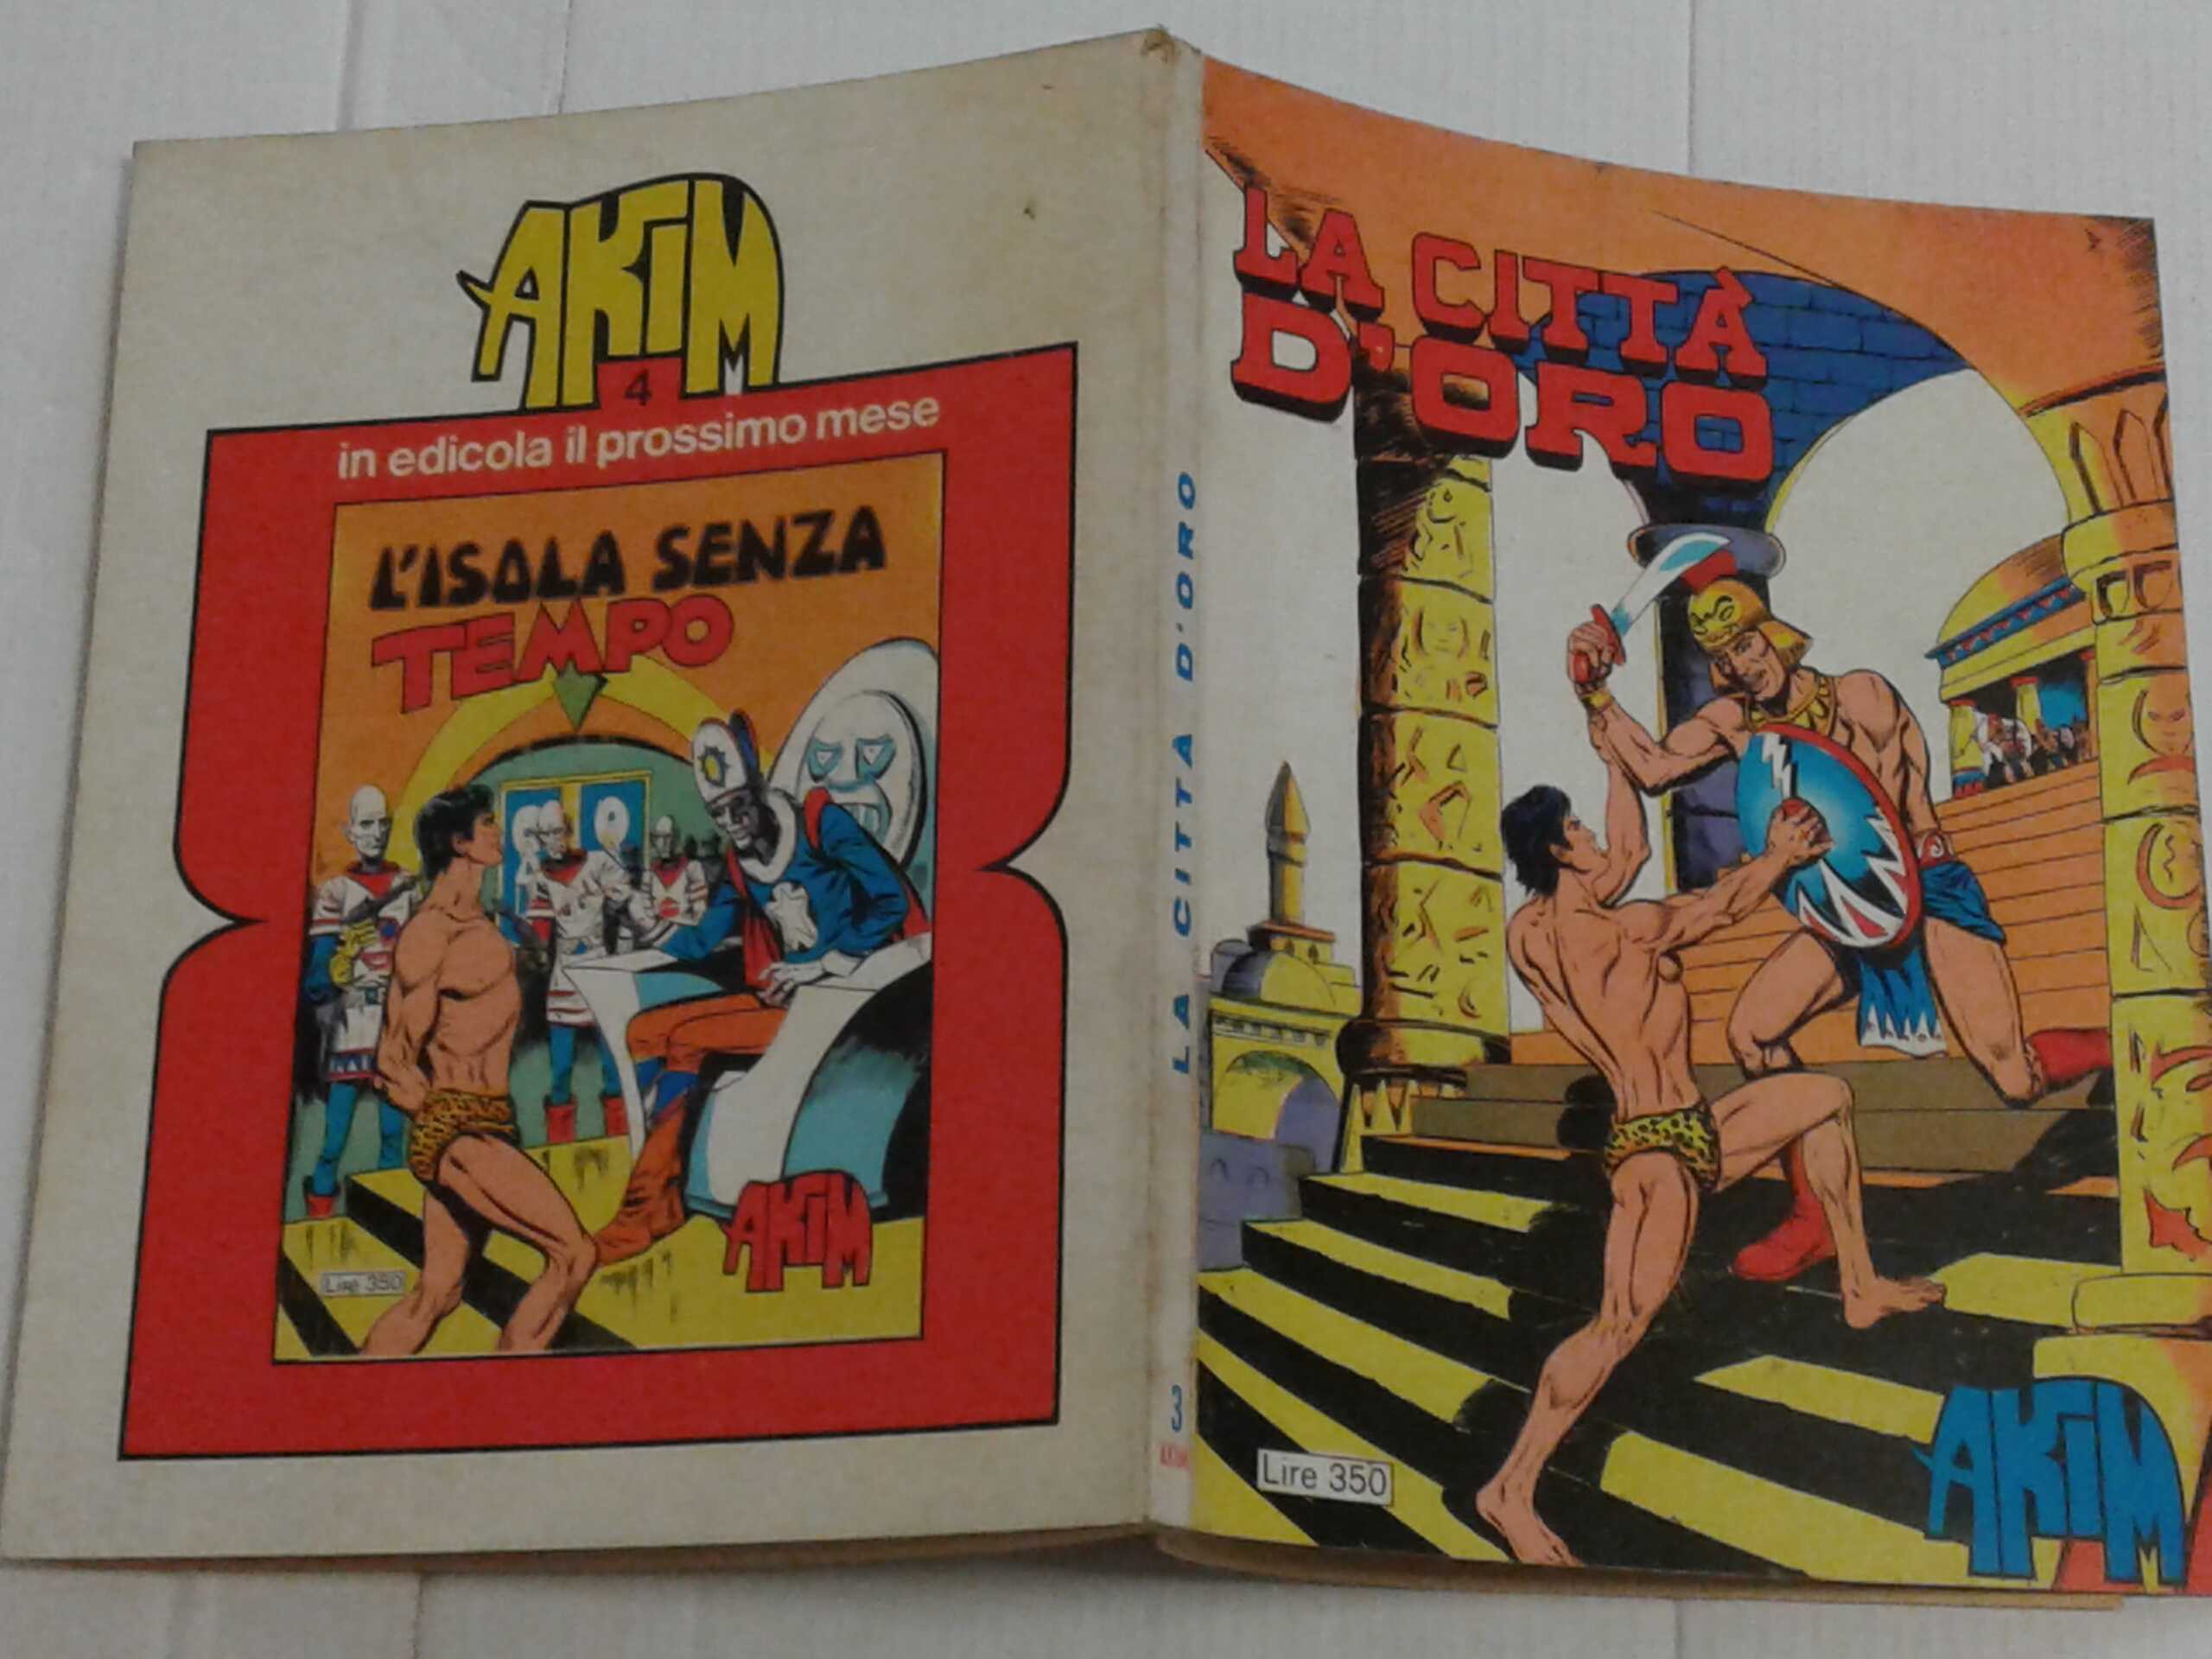 AKIM
4
in edicola il prossimo mese
L'ISOLA SENZA
TEMPO
AKIM
Lire 350
LA CITTÀ D'ORO
3
AKIM
LA CITTÀ
D'ORO
Lire 350
AKIM